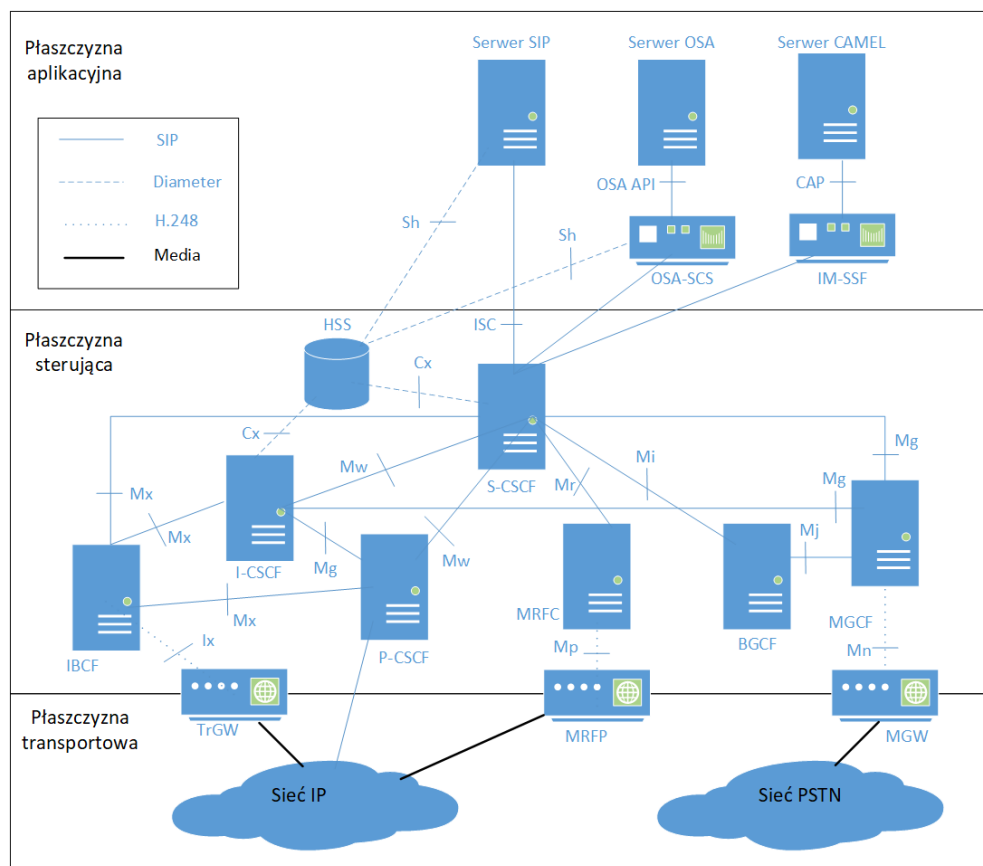 Płaszczyzna
aplikacyjna
Serwer SIP
Serwer OSA
Serwer CAMEL
SIP
Diameter
H.248
Media
OSA API
CAP
Sh
Sh
OSA-SCS
IM-SSF
Płaszczyzna
sterująca
HSS
ISC
Cx
Cx
Mw
S-CSCF
Mr
Mi
Mg
Mg
Mx
Mx
I-CSCF
Mg
Mw
Mj
Mx
MRFC
MGCF
Ix
P-CSCF
Mp
BGCF
Mn
IBCF
Płaszczyzna
transportowa
TrGW
MRFP
MGW
Sieć IP
Sieć PSTN